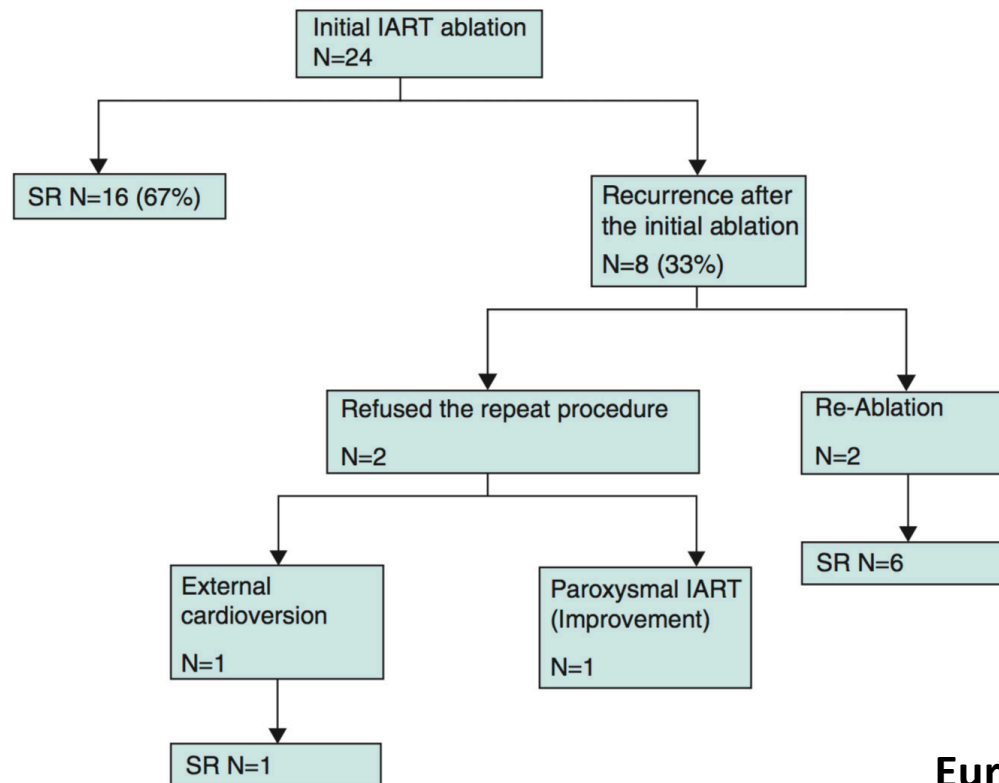 Initial IART ablation
N=24
SR N=16 (67%)
Recurrence after
the initial ablation
N=8 (33%)
Refused the repeat procedure
N=2
Re-Ablation
N=2
External
cardioversion
N=1
Paroxysmal IART
(Improvement)
N=1
SR N=6
SR N=1
Eur